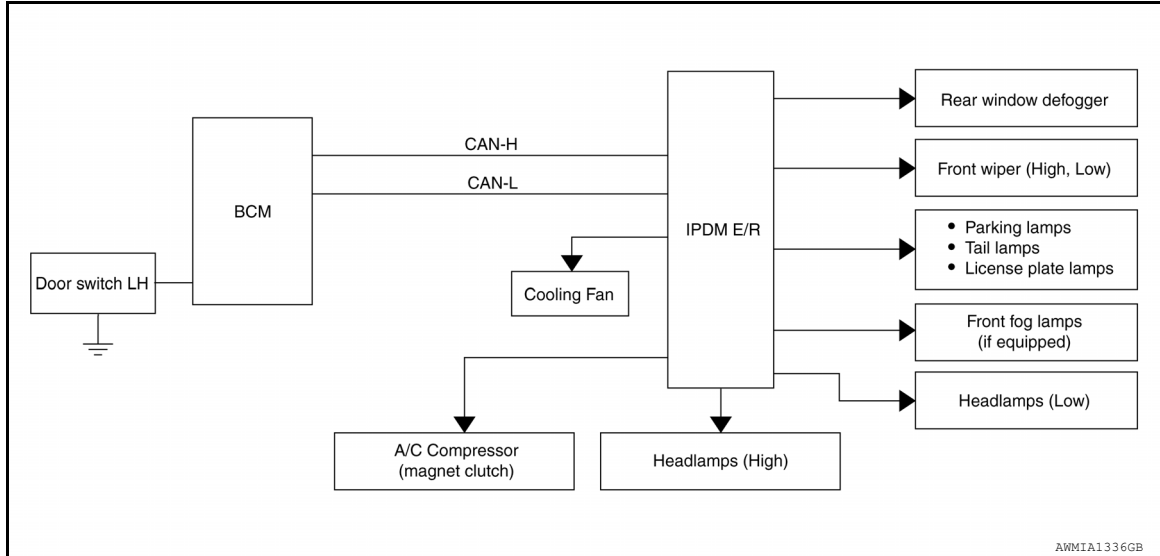 Rear window defogger
CAN-H
Front wiper (High, Low)
CAN-L
BCM
IPDM E/R
• Parking lamps
• Tail lamps
• License plate lamps
Door switch LH
Cooling Fan
Front fog lamps
(if equipped)
Headlamps (Low)
A/C Compressor
(magnet clutch)
Headlamps (High)
AWMIA1336GB